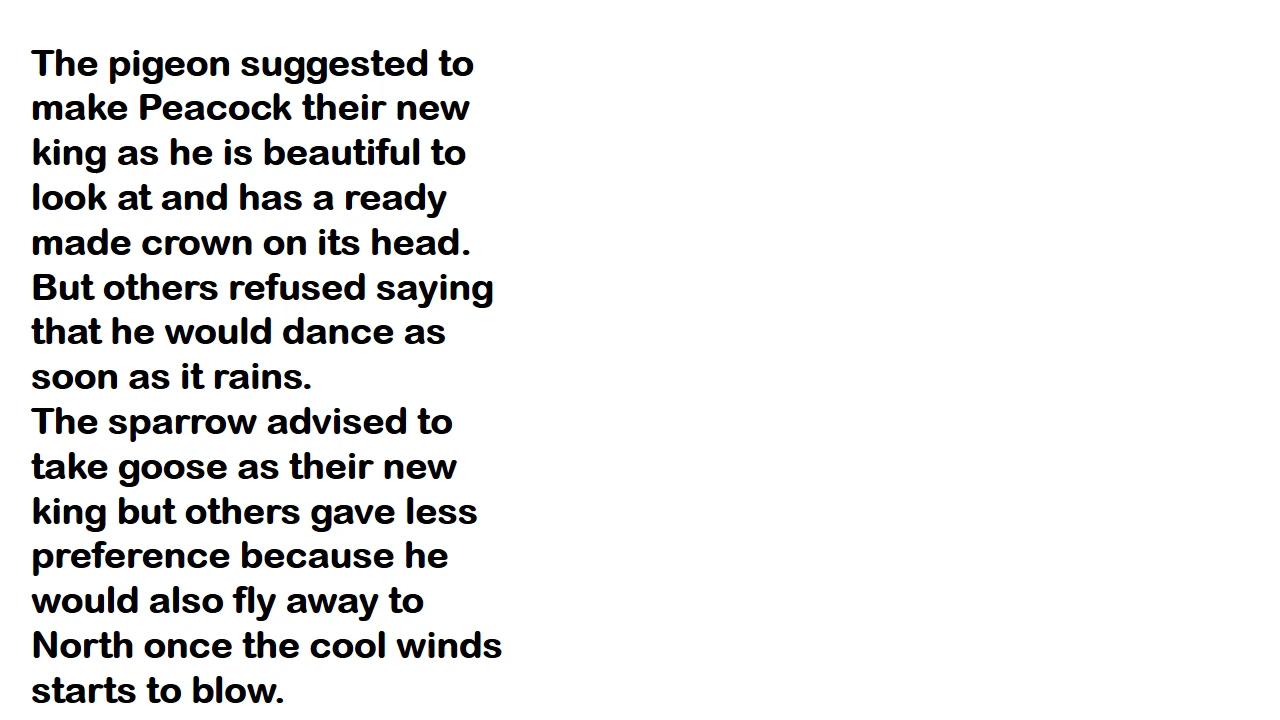 The pigeon suggested to
make Peacock their new
king as he is beautiful to
look at and has a ready
made crown on its head.
But others refused saying
that he would dance as
soon as it rains.
The sparrow advised to
take goose as their new
king but others gave less
preference because he
would also fly away to
North once the cool winds
starts to blow.